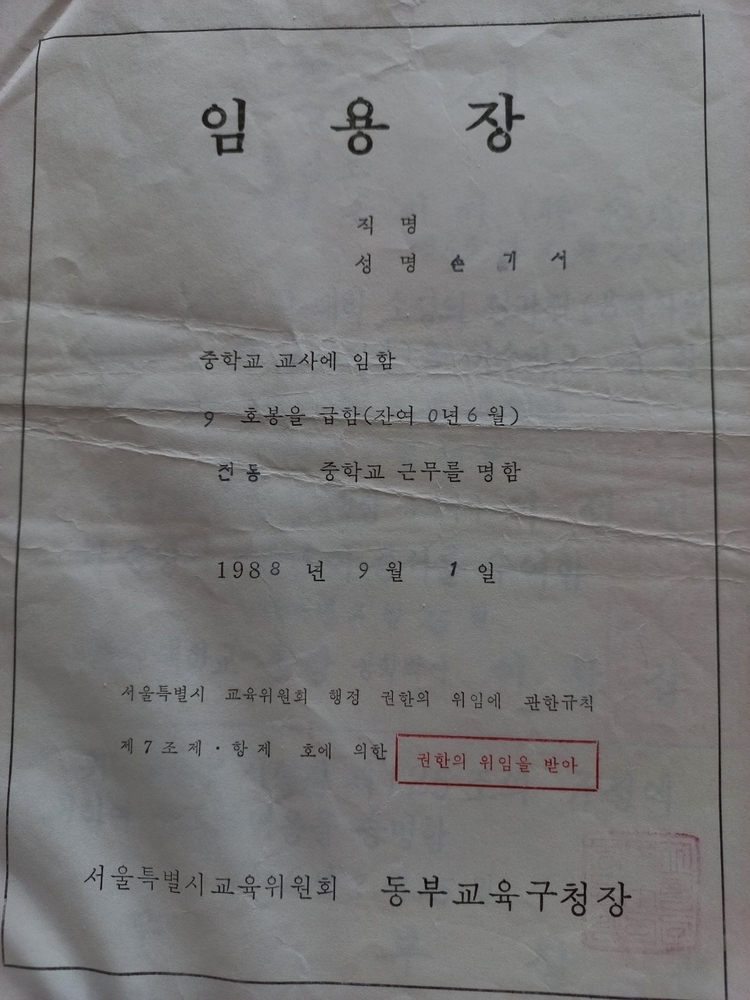 임 용 장
직 명
성 명 손 기 서
중학교 교사에 임함
9 호봉을 급함(잔여 0년 6월)
전동 중학교 근무를 명함
1988 년 9 월 1 일
서울특별시 교육위원회 행정 권한의 위임에 관한규칙
제 7 조 제 · 항 제 호에 의한 권한의 위임을 받아
서울특별시교육위원회 동부교육구청장